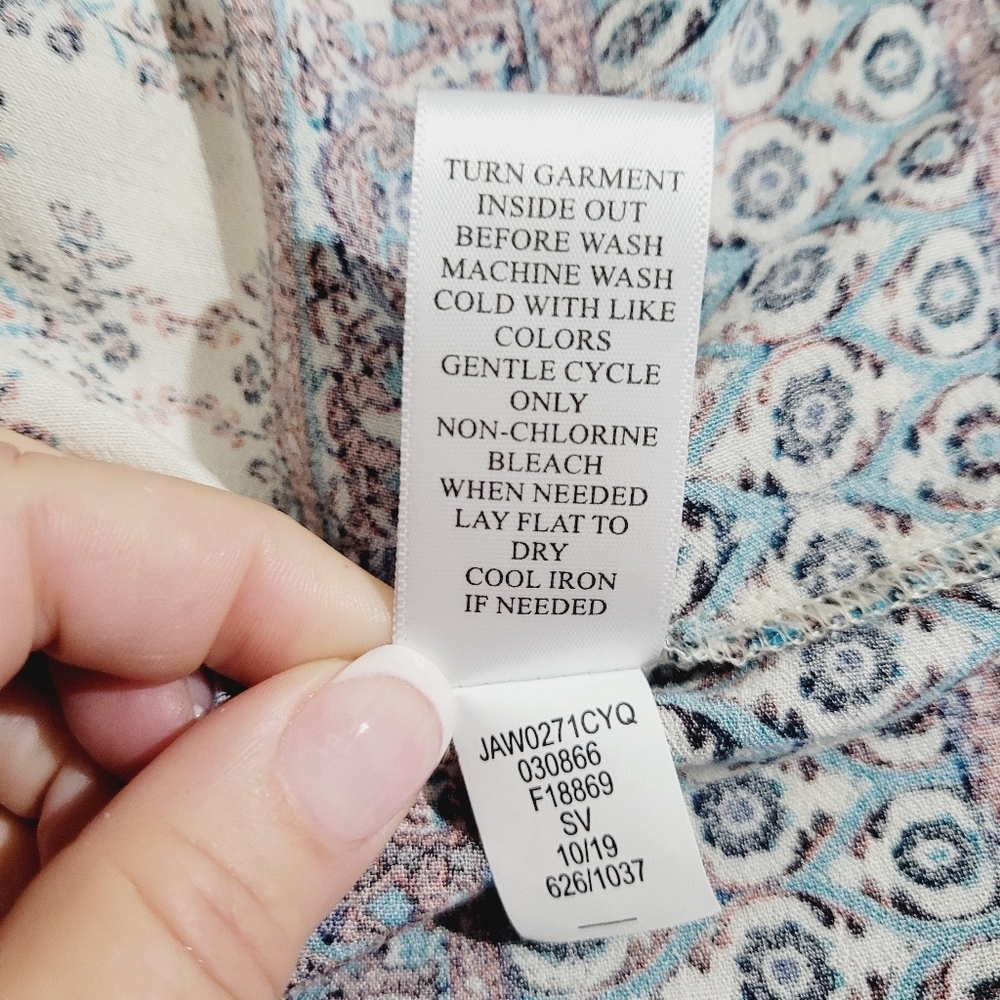 TURN GARMENT
INSIDE OUT
BEFORE WASH
MACHINE WASH
COLD WITH LIKE
COLORS
GENTLE CYCLE
ONLY
NON-CHLORINE
BLEACH
WHEN NEEDED
LAY FLAT TO
DRY
COOL IRON
IF NEEDED
JAW0271CYQ
030866
F18869
SV
10/19
626/1037